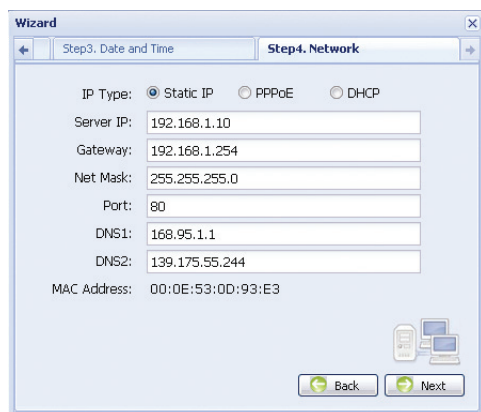 Wizard
Step3. Date and Time
Step4. Network
IP Type: Static IP PPPoE DHCP
Server IP: 192.168.1.10
Gateway: 192.168.1.254
Net Mask: 255.255.255.0
Port: 80
DNS1: 168.95.1.1
DNS2: 139.175.55.244
MAC Address: 00:0E:53:0D:93:E3
Back Next